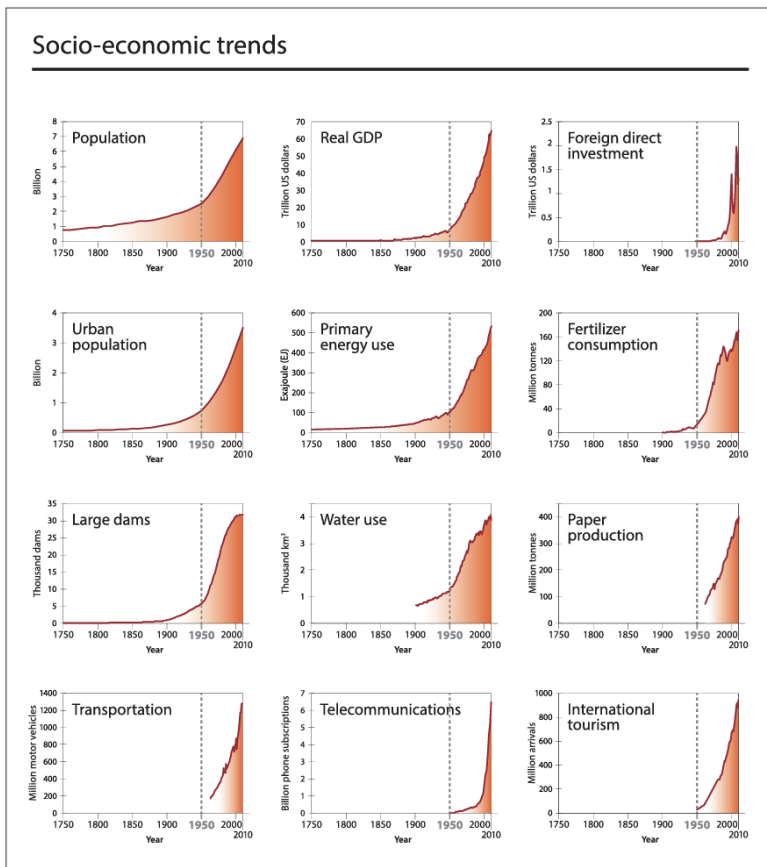 Socio-economic trends
Population
Billion
8
7
6
5
4
3
2
1
0
1750 1800 1850 1900 1950 2000 2010
Year
Real GDP
Trillion US dollars
70
60
50
40
30
20
10
0
1750 1800 1850 1900 1950 2000 2010
Year
Foreign direct
investment
Trillion US dollars
2.5
2
1.5
1
0.5
0
1750 1800 1850 1900 1950 2000 2010
Year
Urban
population
Billion
4
3
2
1
0
1750 1800 1850 1900 1950 2000 2010
Year
Primary
energy use
Exajoule (EJ)
600
500
400
300
200
100
0
1750 1800 1850 1900 1950 2000 2010
Year
Fertilizer
consumption
Million tonnes
200
160
120
80
40
0
1750 1800 1850 1900 1950 2000 2010
Year
Large dams
Thousand dams
35
30
25
20
15
10
5
0
1750 1800 1850 1900 1950 2000 2010
Year
Water use
Thousand km³
4
3
2
1
0
1750 1800 1850 1900 1950 2000 2010
Year
Paper
production
Million tonnes
400
300
200
100
0
1750 1800 1850 1900 1950 2000 2010
Year
Transportation
Million motor vehicles
1400
1200
1000
800
600
400
200
0
1750 1800 1850 1900 1950 2000 2010
Year
Telecommunications
Billion phone subscriptions
7
6
5
4
3
2
1
0
1750 1800 1850 1900 1950 2000 2010
Year
International
tourism
Million arrivals
1000
800
600
400
200
0
1750 1800 1850 1900 1950 2000 2010
Year